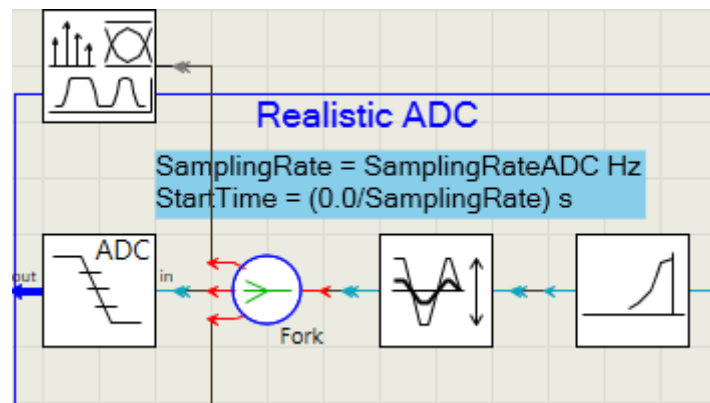 Realistic ADC
SamplingRate = SamplingRateADC Hz
StartTime = (0.0/SamplingRate) s
ADC
out
in
Fork